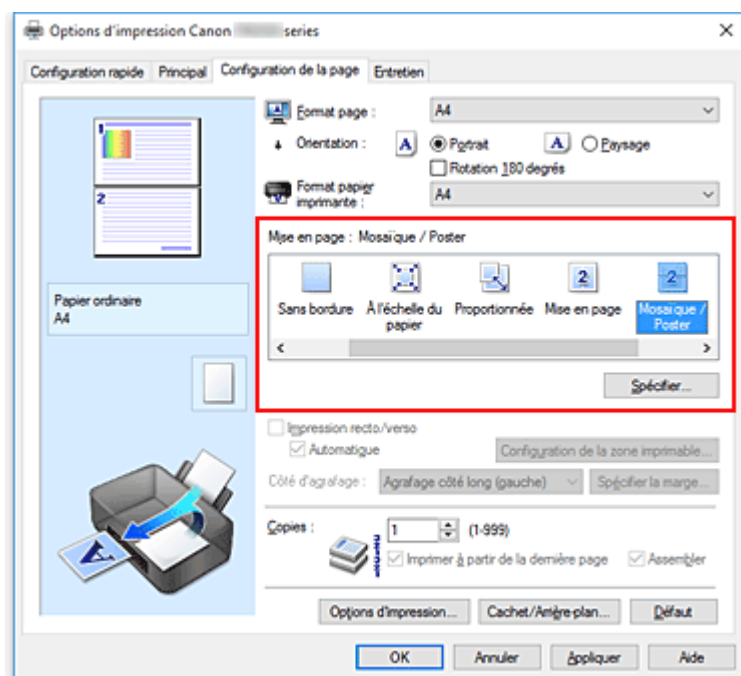 Options d'impression Canon series
Configuration rapide Principal Configuration de la page Entretien
Format page : A4
Orientation : A Portrait A Paysage
Rotation 180 degrés
Format papier
imprimante : A4
Mise en page : Mosaïque / Poster
Sans bordure À l'échelle du papier Proportionnée Mise en page Mosaïque / Poster
Spécifier...
Papier ordinaire
A4
Impression recto/verso
Automatique Configuration de la zone imprimable...
Côté d'agrafage : Agrafage côté long (gauche) Spécifier la marge...
Copies : 1 (1-999)
Imprimer à partir de la dernière page Assembler
Options d'impression... Cachet/Arrière-plan... Défaut
OK Annuler Appliquer Aide